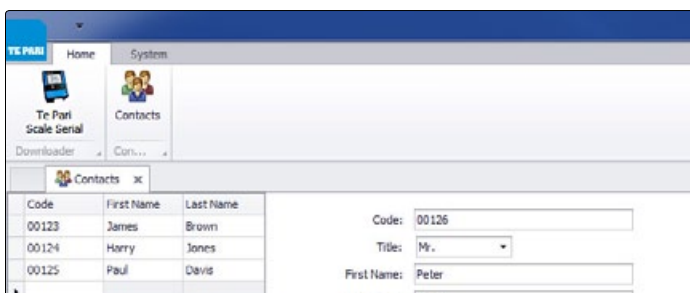 TE PARI
Home System
Te Pari
Scale Serial
Contacts
Downloader Con...
Contacts
Code First Name Last Name
00123 James Brown
00124 Harry Jones
00125 Paul Davis
Code: 00126
Title: Mr.
First Name: Peter